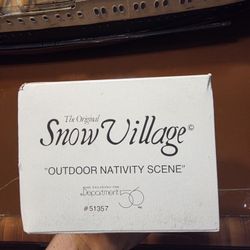 The Original
Snow Village©
"OUTDOOR NATIVITY SCENE"
Department 56
#51357